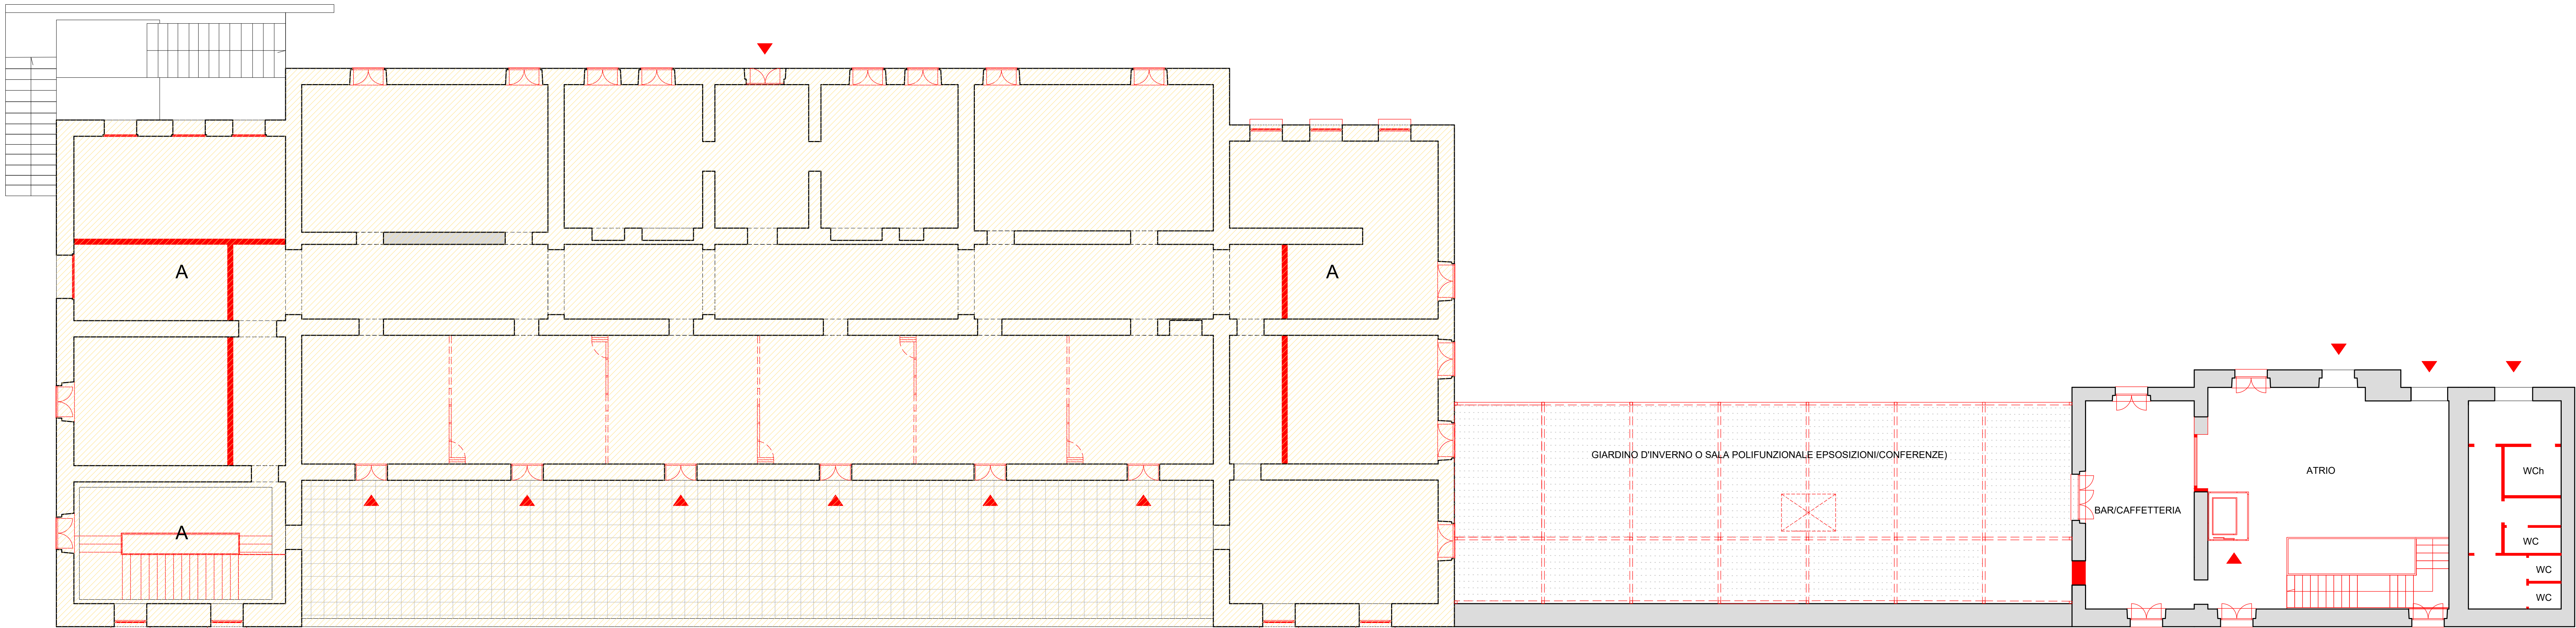 A
A
GIARDINO D'INVERNO O SALA POLIFUNZIONALE EPSOSIZIONI/CONFERENZE)
ATRIO
WCh
BAR/CAFFETTERIA
A
WC
WC
WC